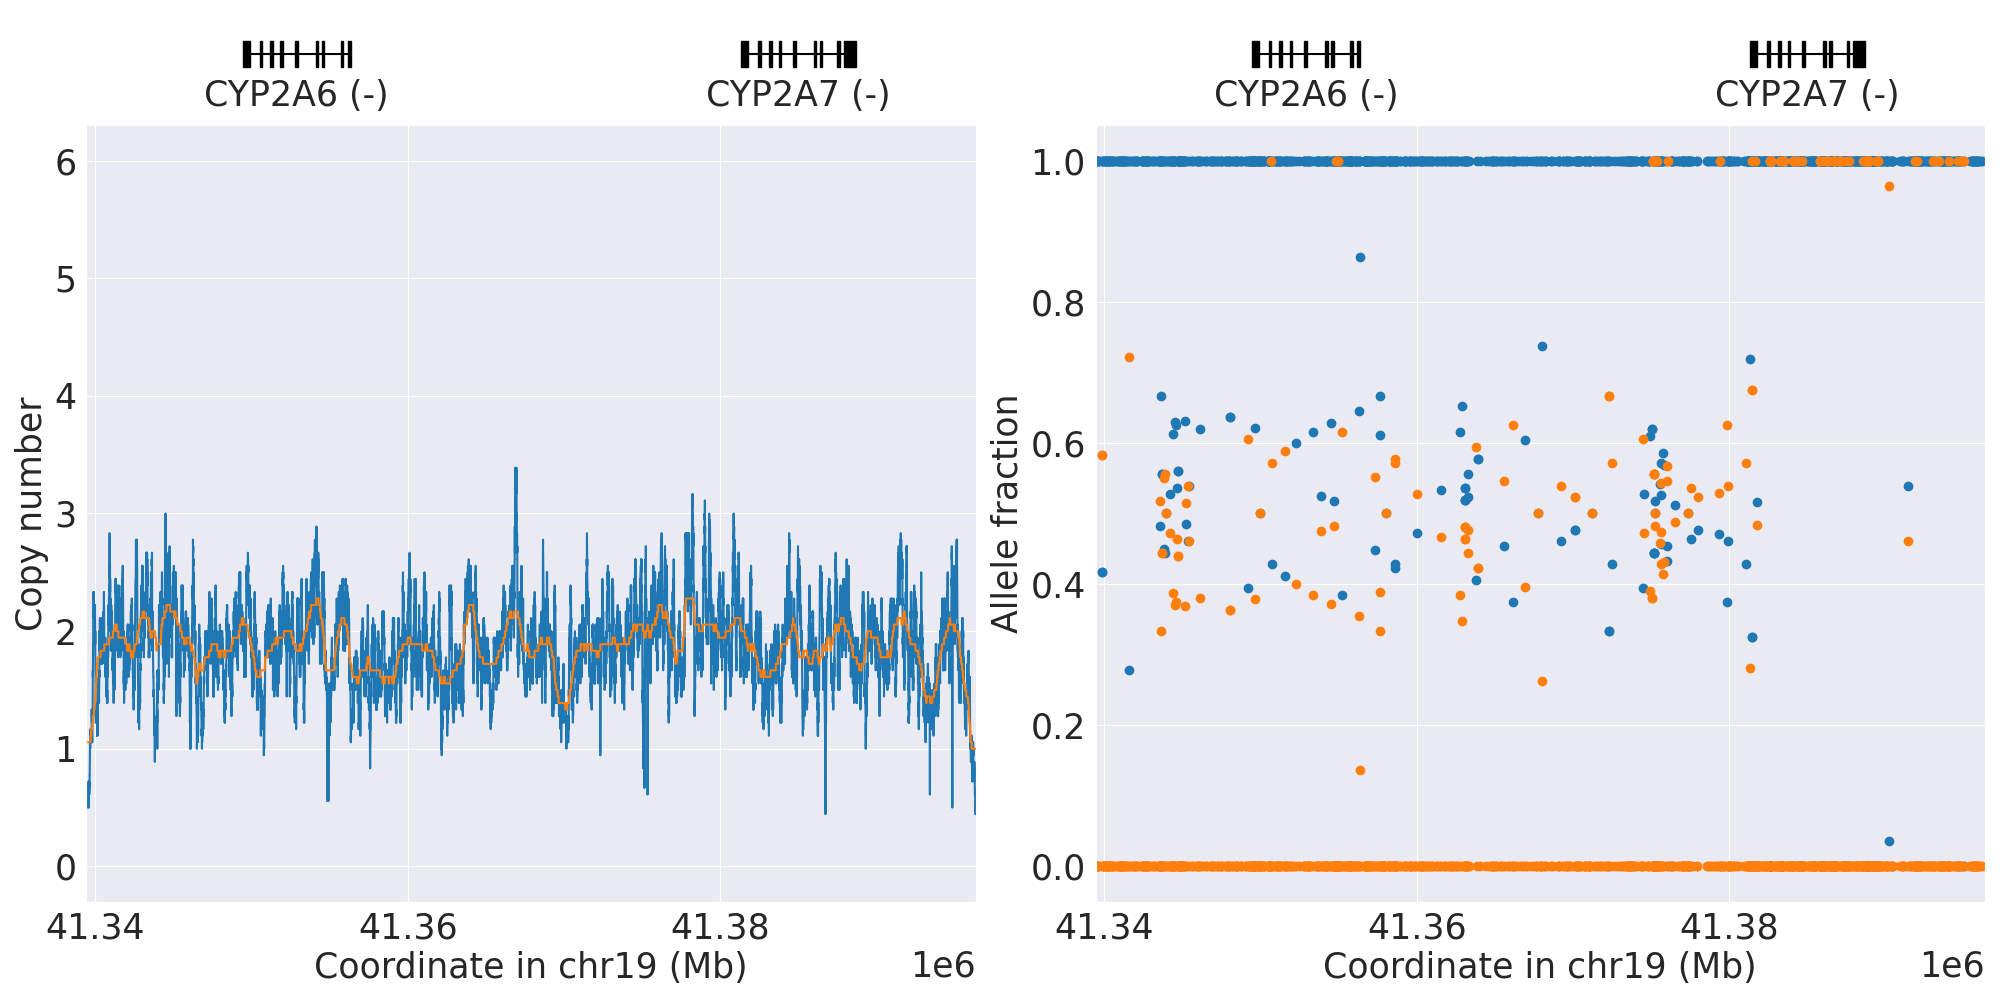 CYP2A6 (-)
CYP2A7 (-)
6
5
4
3
2
1
0
Copy number
41.34
41.36
41.38
Coordinate in chr19 (Mb)
1e6
CYP2A6 (-)
CYP2A7 (-)
1.0
0.8
0.6
0.4
0.2
0.0
Allele fraction
41.34
41.36
41.38
Coordinate in chr19 (Mb)
1e6